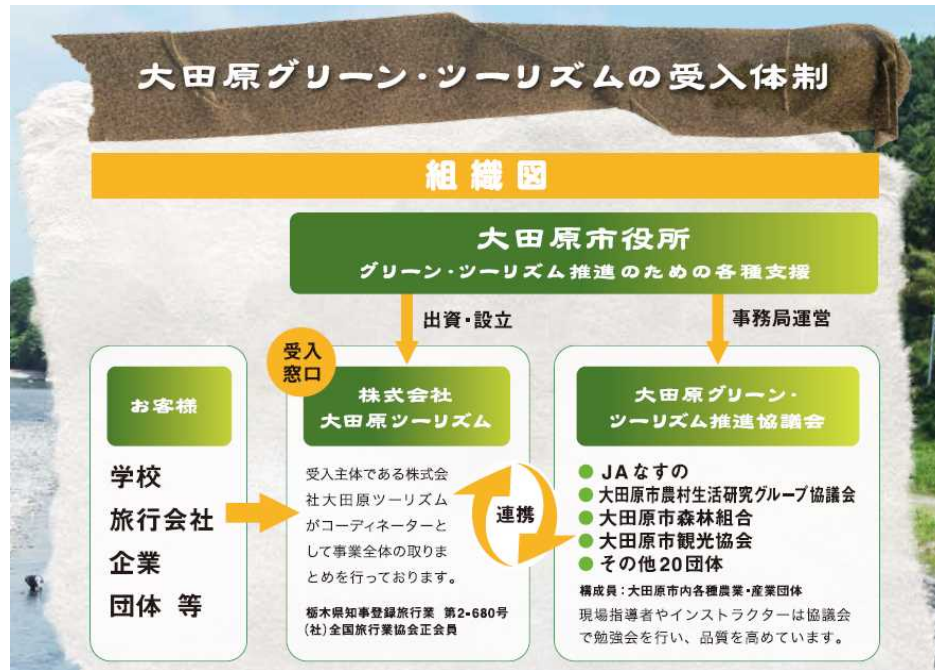 大田原グリーン・ツーリズムの受入体制
組織図
大田原市役所
グリーン・ツーリズム推進のための各種支援
出資・設立
事務局運営
お客様
学校
旅行会社
企業
団体 等
受入
窓口
株式会社
大田原ツーリズム
受入主体である株式会
社大田原ツーリズム
がコーディネーターと
して事業全体の取りま
とめを行っております。
栃木県知事登録旅行業 第2-680号
(社)全国旅行業協会正会員
連携
大田原グリーン・
ツーリズム推進協議会
● JAなすの
● 大田原市農村生活研究グループ協議会
● 大田原市森林組合
● 大田原市観光協会
● その他20団体
構成員:大田原市内各種農業・産業団体
現場指導者やインストラクターは協議会
で勉強会を行い、品質を高めています。